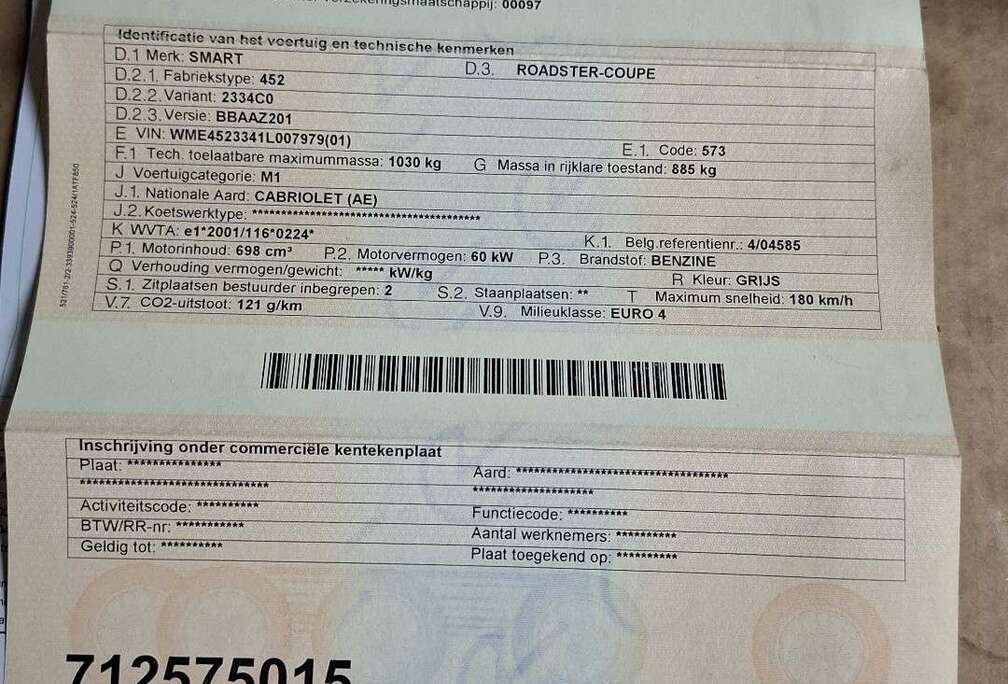 verzekeringsmaatschappij: 00097
Identificatie van het voertuig en technische kenmerken
D.1 Merk: SMART D.3. ROADSTER-COUPE
D.2.1. Fabriekstype: 452
D.2.2. Variant: 2334C0
D.2.3. Versie: BBAAZ201
E VIN: WME4523341L007979(01) E.1. Code: 573
F.1 Tech. toelaatbare maximummassa: 1030 kg G Massa in rijklare toestand: 885 kg
J Voertuigcategorie: M1
J.1. Nationale Aard: CABRIOLET (AE)
J.2. Koetswerktype: ****************************************
K WVTA: e1*2001/116*0224* K.1. Belg.referentienr.: 4/04585
P.1. Motorinhoud: 698 cm³ P.2. Motorvermogen: 60 kW P.3. Brandstof: BENZINE
Q Verhouding vermogen/gewicht: ***** kW/kg R Kleur: GRIJS
S.1. Zitplaatsen bestuurder inbegrepen: 2 S.2. Staanplaatsen: ** T Maximum snelheid: 180 km/h
V.7. CO2-uitstoot: 121 g/km V.9. Milieuklasse: EURO 4
Inschrijving onder commerciële kentekenplaat
Plaat: **************** Aard: ***********************************
******************************** ********************
Activiteitscode: ********** Functiecode: **********
BTW/RR-nr: *********** Aantal werknemers: **********
Geldig tot: ********** Plaat toegekend op: **********
712575015